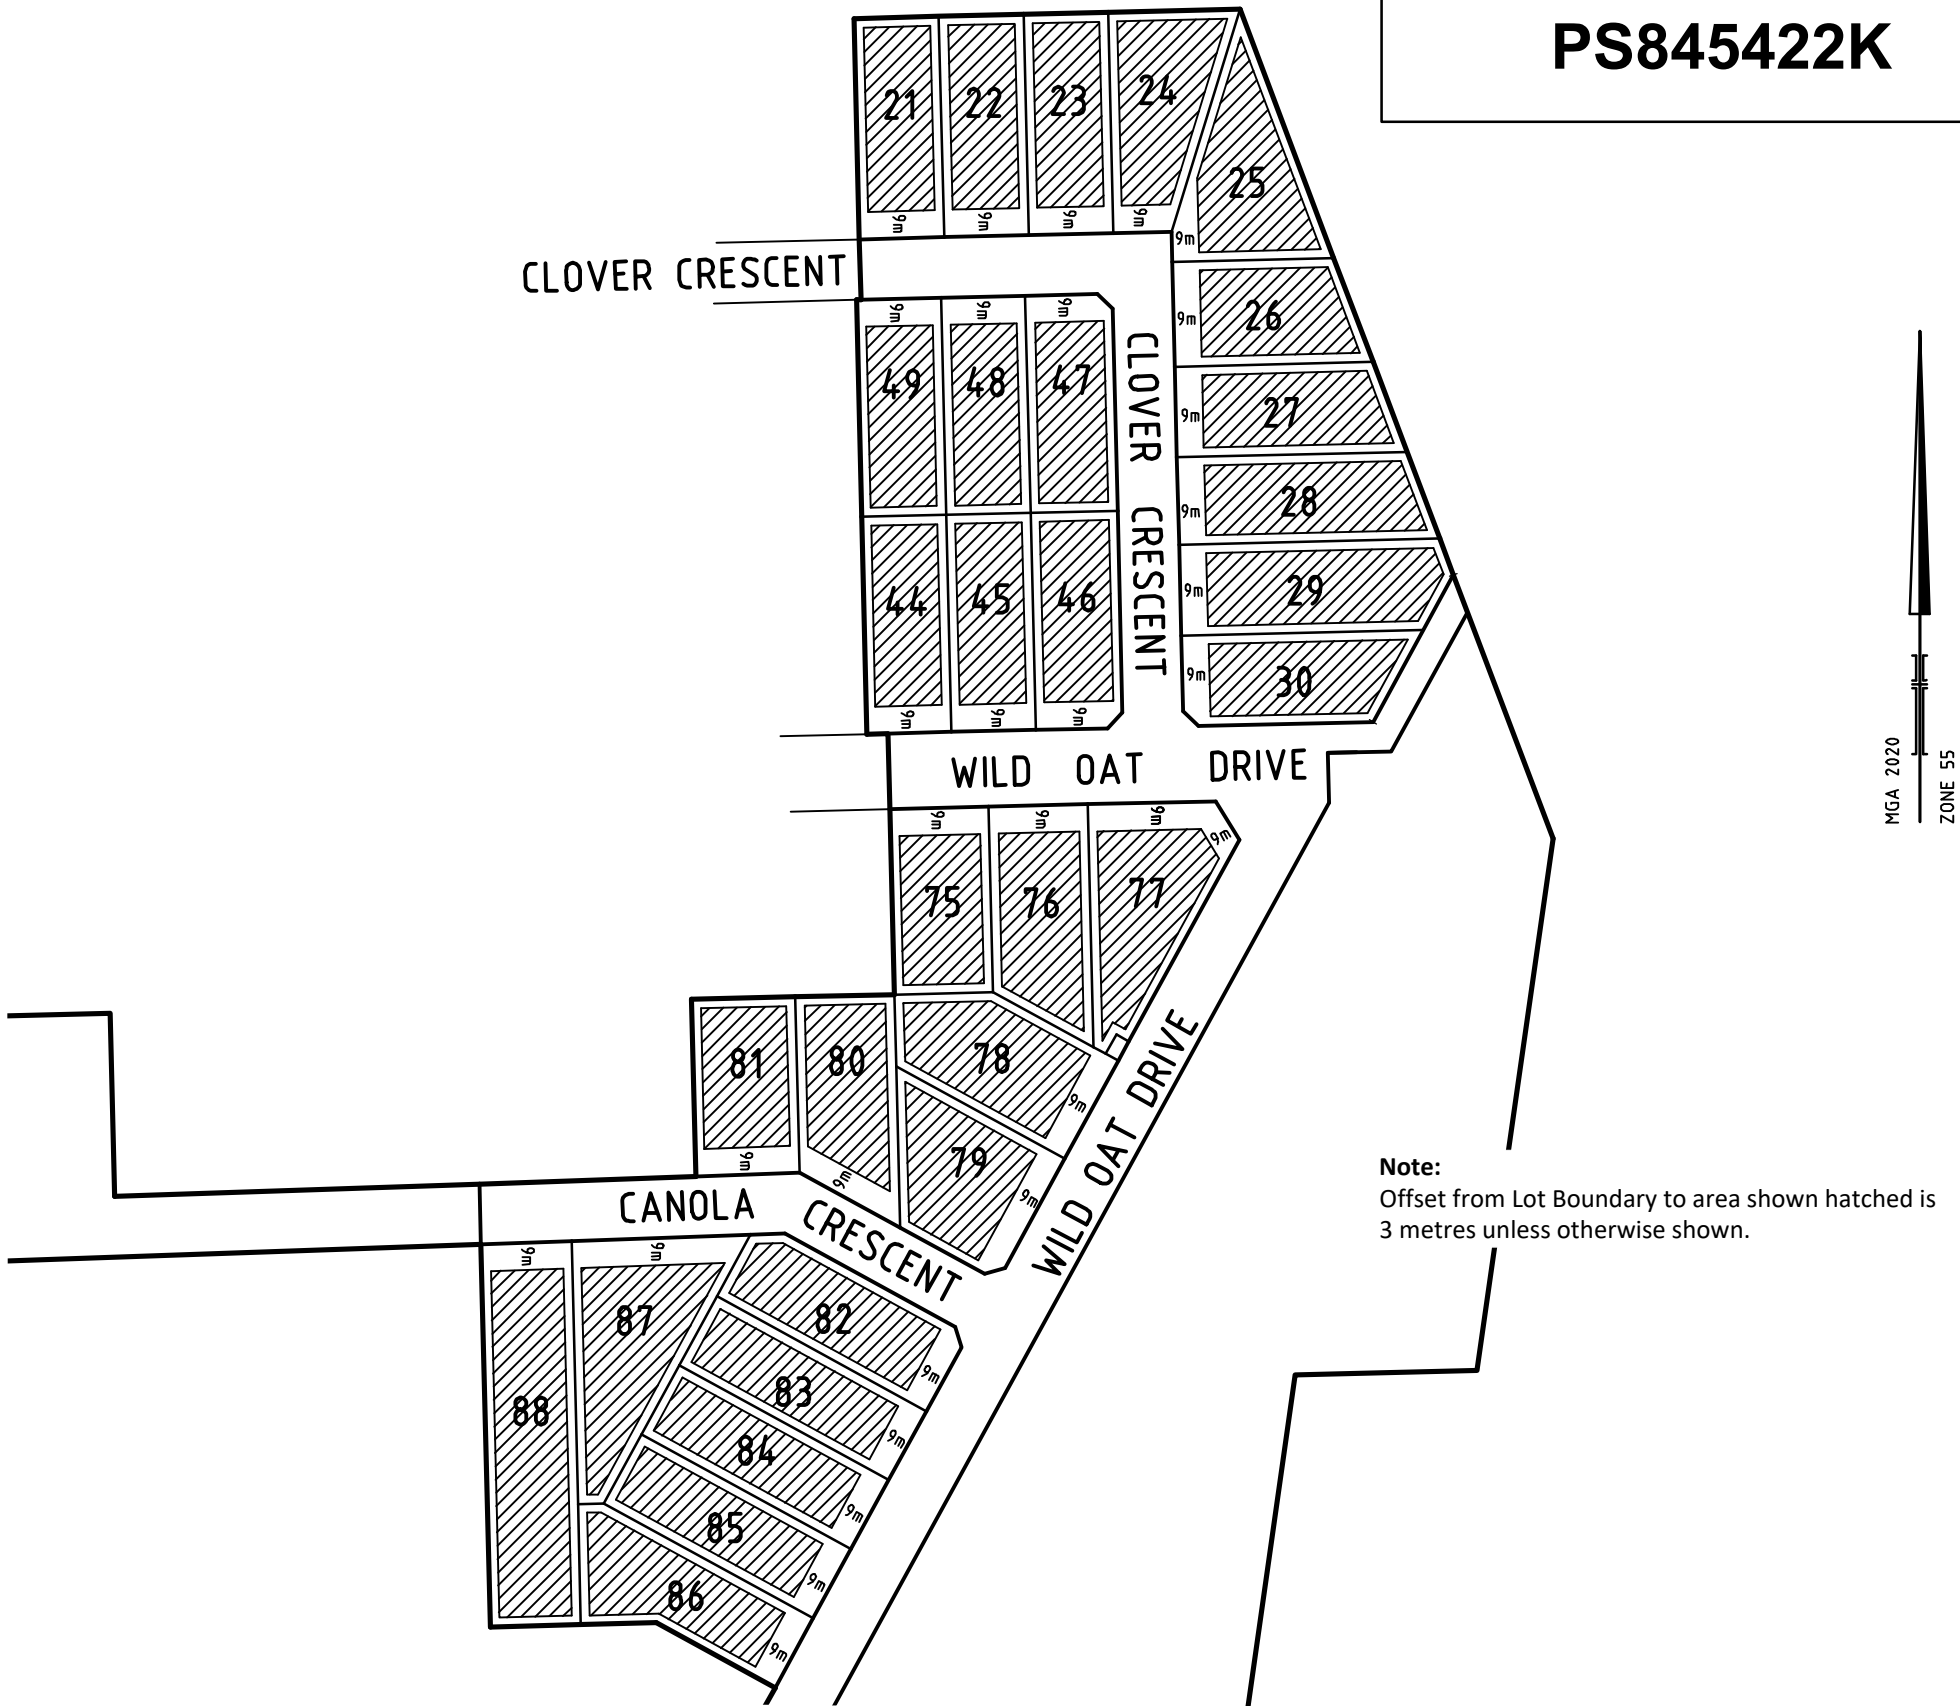 PS845422K
21
22
23
24
25
9m
9m
9m
9m
9m
CLOVER CRESCENT
26
9m
9m
9m
9m
49
48
47
CLOVER CRESCENT
27
9m
28
9m
44
45
46
29
9m
30
9m
9m
9m
9m
WILD OAT DRIVE
MGA 2020
ZONE 55
9m
9m
9m
9m
75
76
77
81
80
78
9m
79
9m
9m
9m
WILD OAT DRIVE
Note:
Offset from Lot Boundary to area shown hatched is
3 metres unless otherwise shown.
CANOLA CRESCENT
9m
9m
87
82
9m
88
83
9m
84
9m
85
9m
86
9m